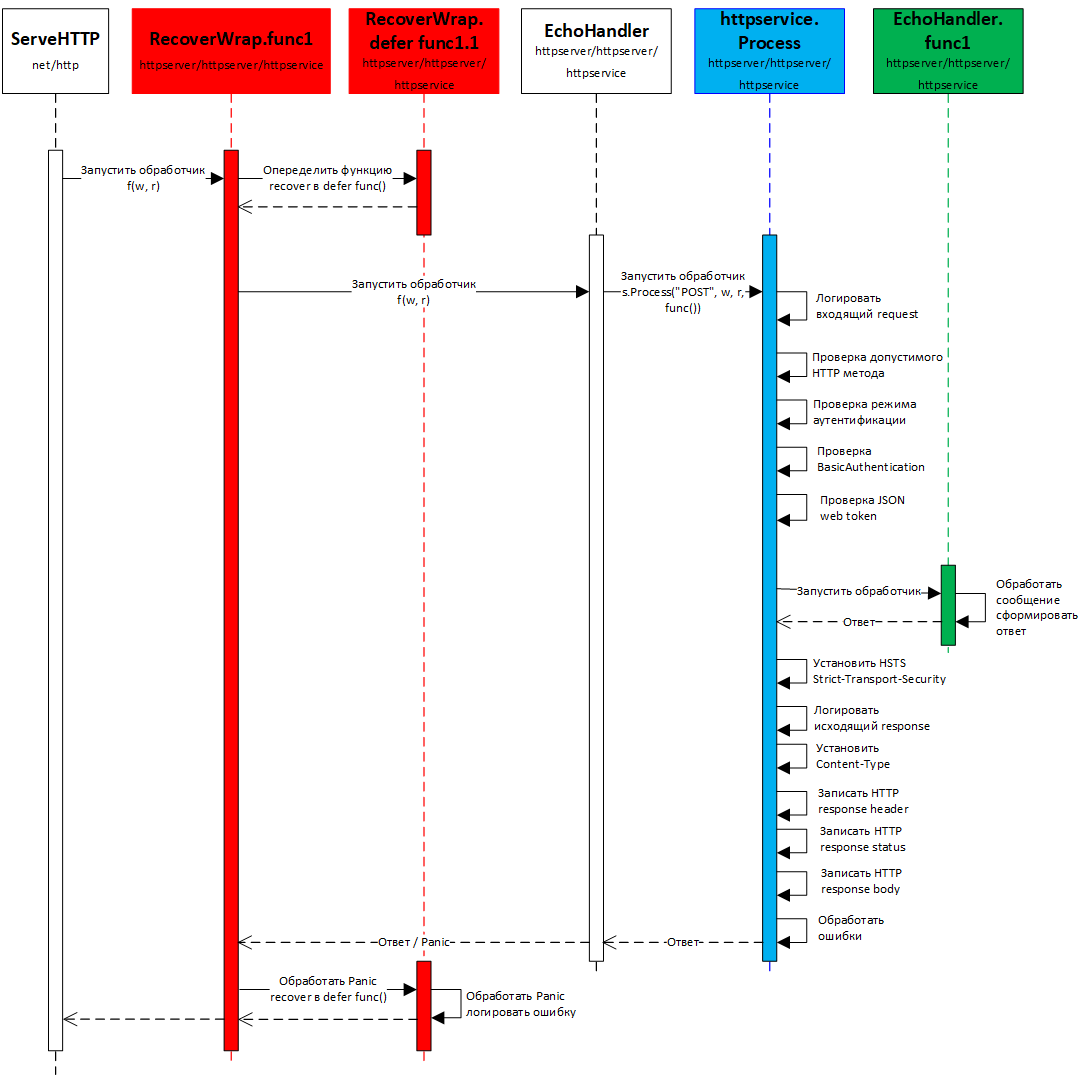 ServeHTTP
net/http
RecoverWrap.func1
httpserver/httpserver/httpservice
RecoverWrap.
defer func1.1
httpserver/httpserver/
httpservice
EchoHandler
httpserver/httpserver/
httpservice
httpservice.
Process
httpserver/httpserver/
httpservice
EchoHandler.
func1
httpserver/httpserver/
httpservice
Запустить обработчик
f(w, r)
Опеределить функцию
recover в defer func()
Запустить обработчик
f(w, r)
Запустить обработчик
s.Process("POST", w, r,
func())
Логировать
входящий request
Проверка допустимого
HTTP метода
Проверка режима
аутентификации
Проверка
BasicAuthentication
Проверка JSON
web token
Запустить обработчик
Обработать
сообщение
сформировать
ответ
Ответ
Установить HSTS
Strict-Transport-Security
Логировать
исходящий response
Установить
Content-Type
Записать HTTP
response header
Записать HTTP
response status
Записать HTTP
response body
Обработать
ошибки
Ответ / Panic
Ответ
Обработать Panic
recover в defer func()
Обработать Panic
логировать ошибку